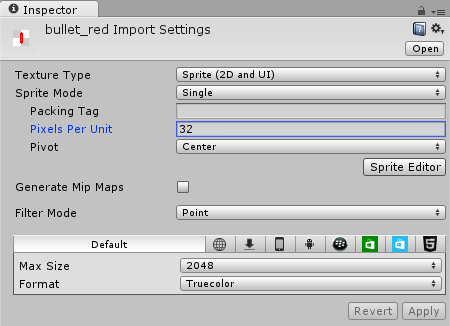 Inspector
bullet_red Import Settings
Open
Texture Type Sprite (2D and UI)
Sprite Mode Single
Packing Tag
Pixels Per Unit 32
Pivot Center
Sprite Editor
Generate Mip Maps
Filter Mode Point
Default
Max Size 2048
Format Truecolor
Revert Apply